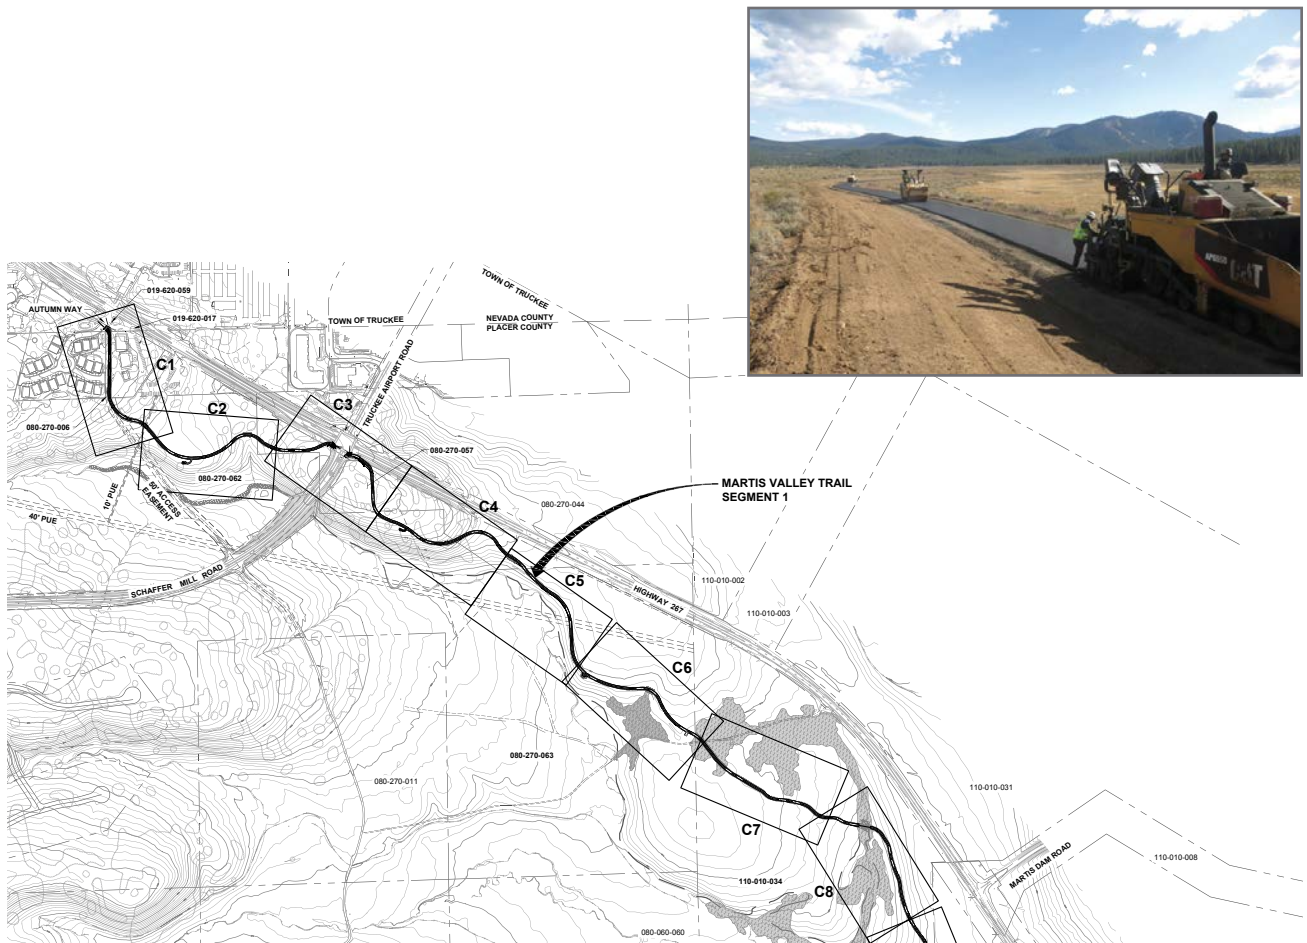 AP1055D CAT
TOWN OF TRUCKEE
019-620-059
AUTUMN WAY
019-620-017
TOWN OF TRUCKEE
NEVADA COUNTY
PLACER COUNTY
TRUCKEE AIRPORT ROAD
C1
C2
C3
080-270-006
080-270-057
080-270-062
10' PUE
50' ACCESS
EASEMENT
40' PUE
C4
080-270-044
MARTIS VALLEY TRAIL
SEGMENT 1
SCHAFFER MILL ROAD
C5
110-010-002
HIGHWAY 267
110-010-003
C6
080-270-063
080-270-011
110-010-031
C7
MARTIS DAM ROAD
110-010-008
110-010-034
C8
080-060-060